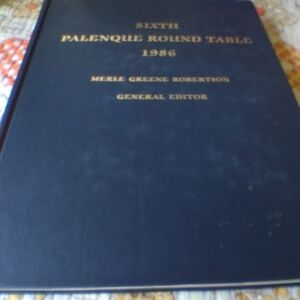 SIXTH
PALENQUE ROUND TABLE
1986
MERLE GREENE ROBERTSON
GENERAL EDITOR